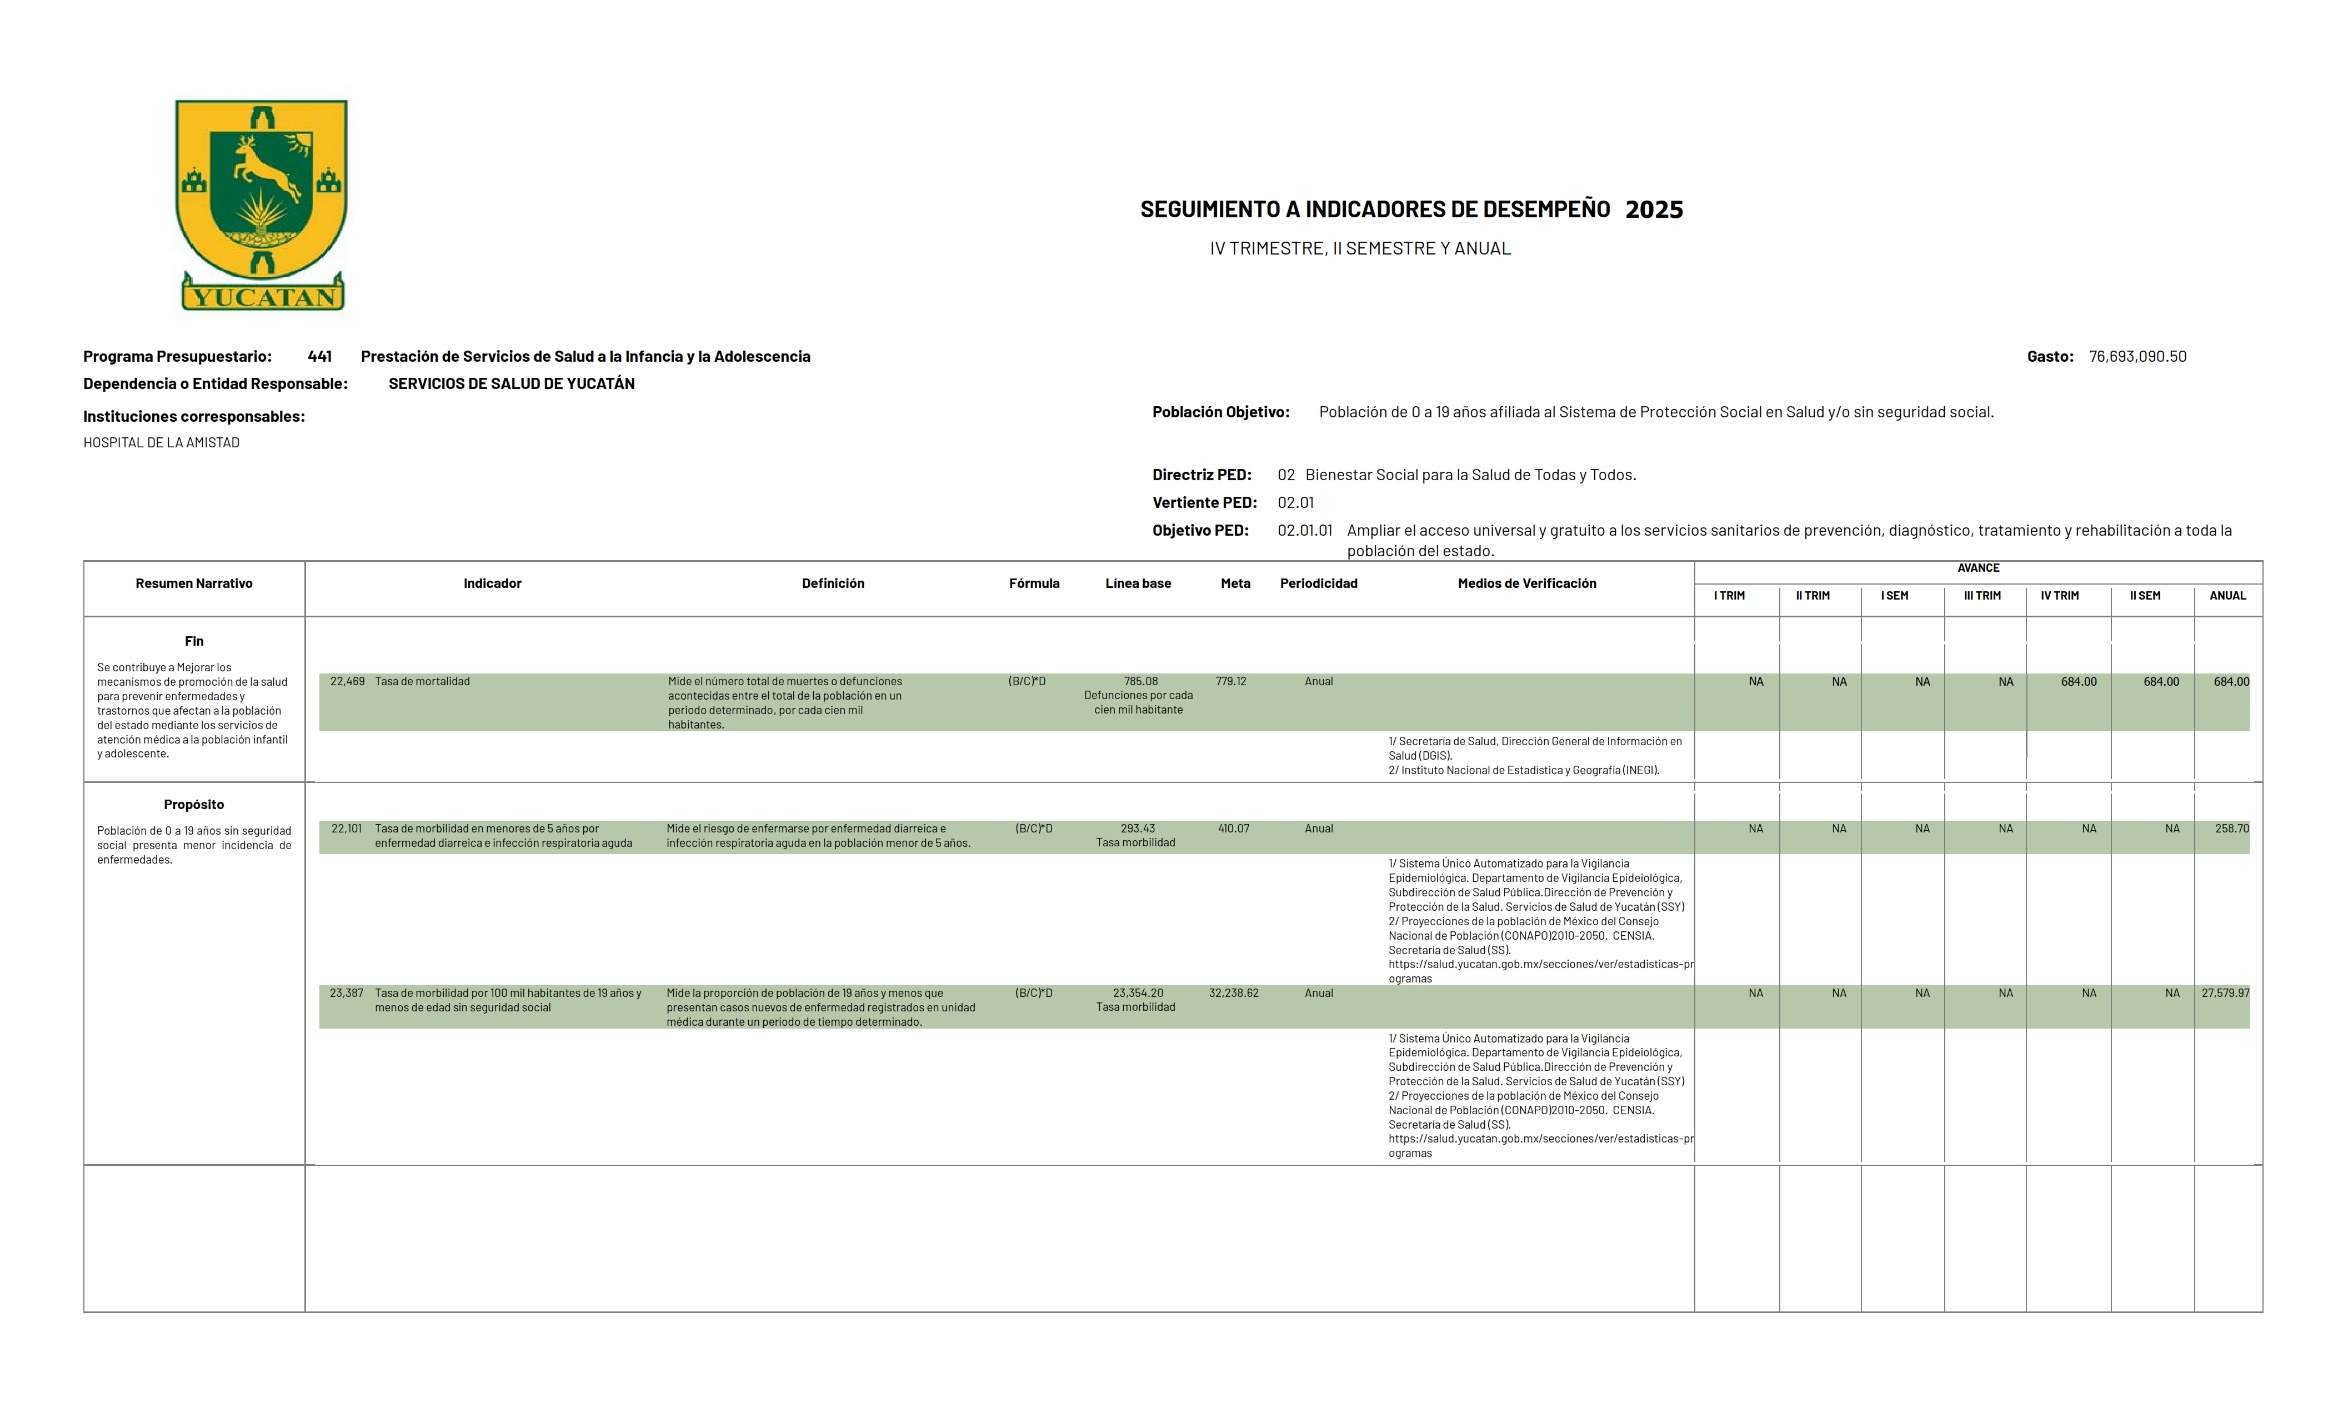 YUCATAN
SEGUIMIENTO A INDICADORES DE DESEMPEÑO 2025
IV TRIMESTRE, II SEMESTRE Y ANUAL
Programa Presupuestario: 441 Prestación de Servicios de Salud a la Infancia y la Adolescencia
Gasto: 76,693,090.50
Dependencia o Entidad Responsable: SERVICIOS DE SALUD DE YUCATÁN
Instituciones corresponsables:
HOSPITAL DE LA AMISTAD
Población Objetivo: Población de 0 a 19 años afiliada al Sistema de Protección Social en Salud y/o sin seguridad social.
Directriz PED: 02 Bienestar Social para la Salud de Todas y Todos.
Vertiente PED: 02.01
Objetivo PED: 02.01.01 Ampliar el acceso universal y gratuito a los servicios sanitarios de prevención, diagnóstico, tratamiento y rehabilitación a toda la
población del estado.
Resumen Narrativo Indicador Definición Fórmula Línea base Meta Periodicidad Medios de Verificación AVANCE
I TRIM II TRIM I SEM III TRIM IV TRIM II SEM ANUAL
Fin
Se contribuye a Mejorar los
mecanismos de promoción de la salud
para prevenir enfermedades y
trastornos que afectan a la población
del estado mediante los servicios de
atención médica a la población infantil
y adolescente.
22,469 Tasa de mortalidad
Mide el número total de muertes o defunciones
acontecidas entre el total de la población en un
periodo determinado, por cada cien mil
habitantes.
(B/C)*D
785.08
Defunciones por cada
cien mil habitante
779.12
Anual
NA NA NA NA 684.00 684.00 684.00
1/ Secretaría de Salud, Dirección General de Información en
Salud (DGIS).
2/ Instituto Nacional de Estadística y Geografía (INEGI).
Propósito
Población de 0 a 19 años sin seguridad
social presenta menor incidencia de
enfermedades.
22,101 Tasa de morbilidad en menores de 5 años por
enfermedad diarreica e infección respiratoria aguda
Mide el riesgo de enfermarse por enfermedad diarreica e
infección respiratoria aguda en la población menor de 5 años.
(B/C)*D
293.43
Tasa morbilidad
410.07
Anual
NA NA NA NA NA NA 258.70
1/ Sistema Único Automatizado para la Vigilancia
Epidemiológica. Departamento de Vigilancia Epideiológica,
Subdirección de Salud Pública.Dirección de Prevención y
Protección de la Salud. Servicios de Salud de Yucatán (SSY)
2/ Proyecciones de la población de México del Consejo
Nacional de Población (CONAPO)2010-2050. CENSIA.
Secretaría de Salud (SS).
https://salud.yucatan.gob.mx/secciones/ver/estadisticas-pr
ogramas
23,387 Tasa de morbilidad por 100 mil habitantes de 19 años y
menos de edad sin seguridad social
Mide la proporción de población de 19 años y menos que
presentan casos nuevos de enfermedad registrados en unidad
médica durante un periodo de tiempo determinado.
(B/C)*D
23,354.20
Tasa morbilidad
32,238.62
Anual
NA NA NA NA NA NA 27,579.97
1/ Sistema Único Automatizado para la Vigilancia
Epidemiológica. Departamento de Vigilancia Epideiológica,
Subdirección de Salud Pública.Dirección de Prevención y
Protección de la Salud. Servicios de Salud de Yucatán (SSY)
2/ Proyecciones de la población de México del Consejo
Nacional de Población (CONAPO)2010-2050. CENSIA.
Secretaría de Salud (SS).
https://salud.yucatan.gob.mx/secciones/ver/estadisticas-pr
ogramas